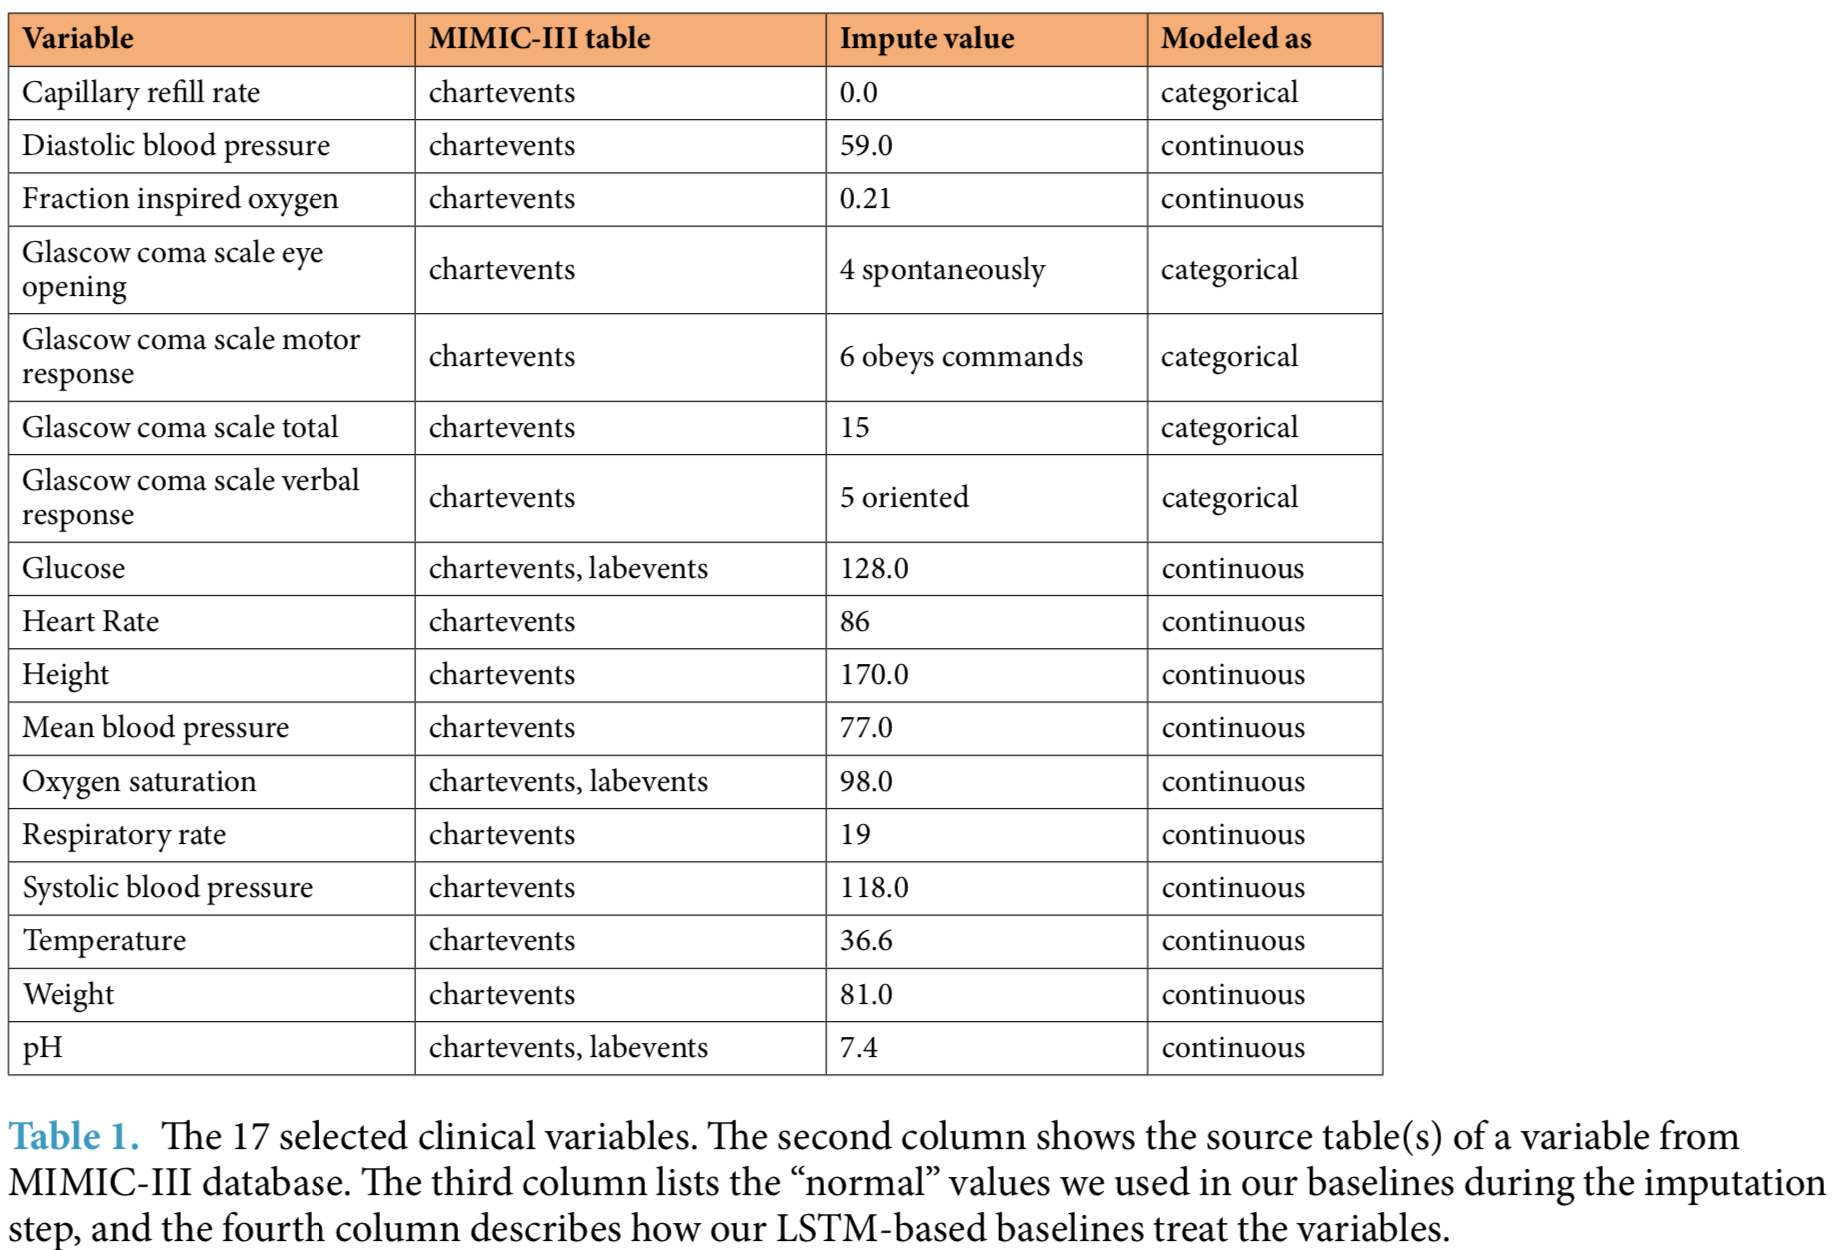 Variable MIMIC-III table Impute value Modeled as
Capillary refill rate chartevents 0.0 categorical
Diastolic blood pressure chartevents 59.0 continuous
Fraction inspired oxygen chartevents 0.21 continuous
Glascow coma scale eye
opening chartevents 4 spontaneously categorical
Glascow coma scale motor
response chartevents 6 obeys commands categorical
Glascow coma scale total chartevents 15 categorical
Glascow coma scale verbal
response chartevents 5 oriented categorical
Glucose chartevents, labevents 128.0 continuous
Heart Rate chartevents 86 continuous
Height chartevents 170.0 continuous
Mean blood pressure chartevents 77.0 continuous
Oxygen saturation chartevents, labevents 98.0 continuous
Respiratory rate chartevents 19 continuous
Systolic blood pressure chartevents 118.0 continuous
Temperature chartevents 36.6 continuous
Weight chartevents 81.0 continuous
pH chartevents, labevents 7.4 continuous
Table 1. The 17 selected clinical variables. The second column shows the source table(s) of a variable from
MIMIC-III database. The third column lists the “normal” values we used in our baselines during the imputation
step, and the fourth column describes how our LSTM-based baselines treat the variables.